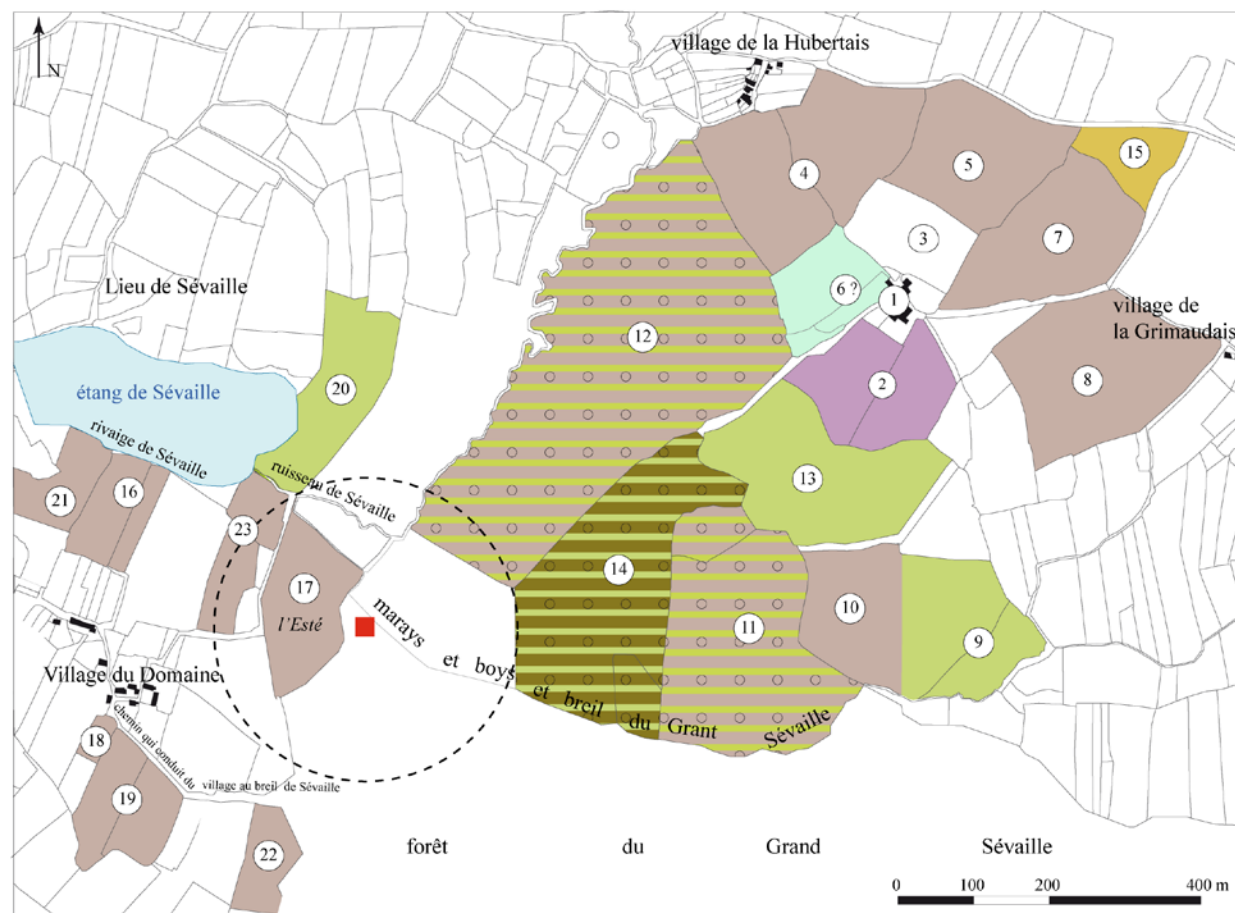 village de la Hubertais
N
15
4
5
3
7
Lieu de Sévaille
6 ?
1
village de
la Grimaudais
12
étang de Sévaille
20
2
8
rivaige de Sévaille
ruisseau de Sévaille
13
21
16
23
17
l'Esté
14
10
11
9
marays et boys et breil du Grant Sévaille
Village du Domaine
chemin qui conduit du village au breil de Sévaille
18
19
22
forêt du Grand Sévaille
0 100 200 400 m